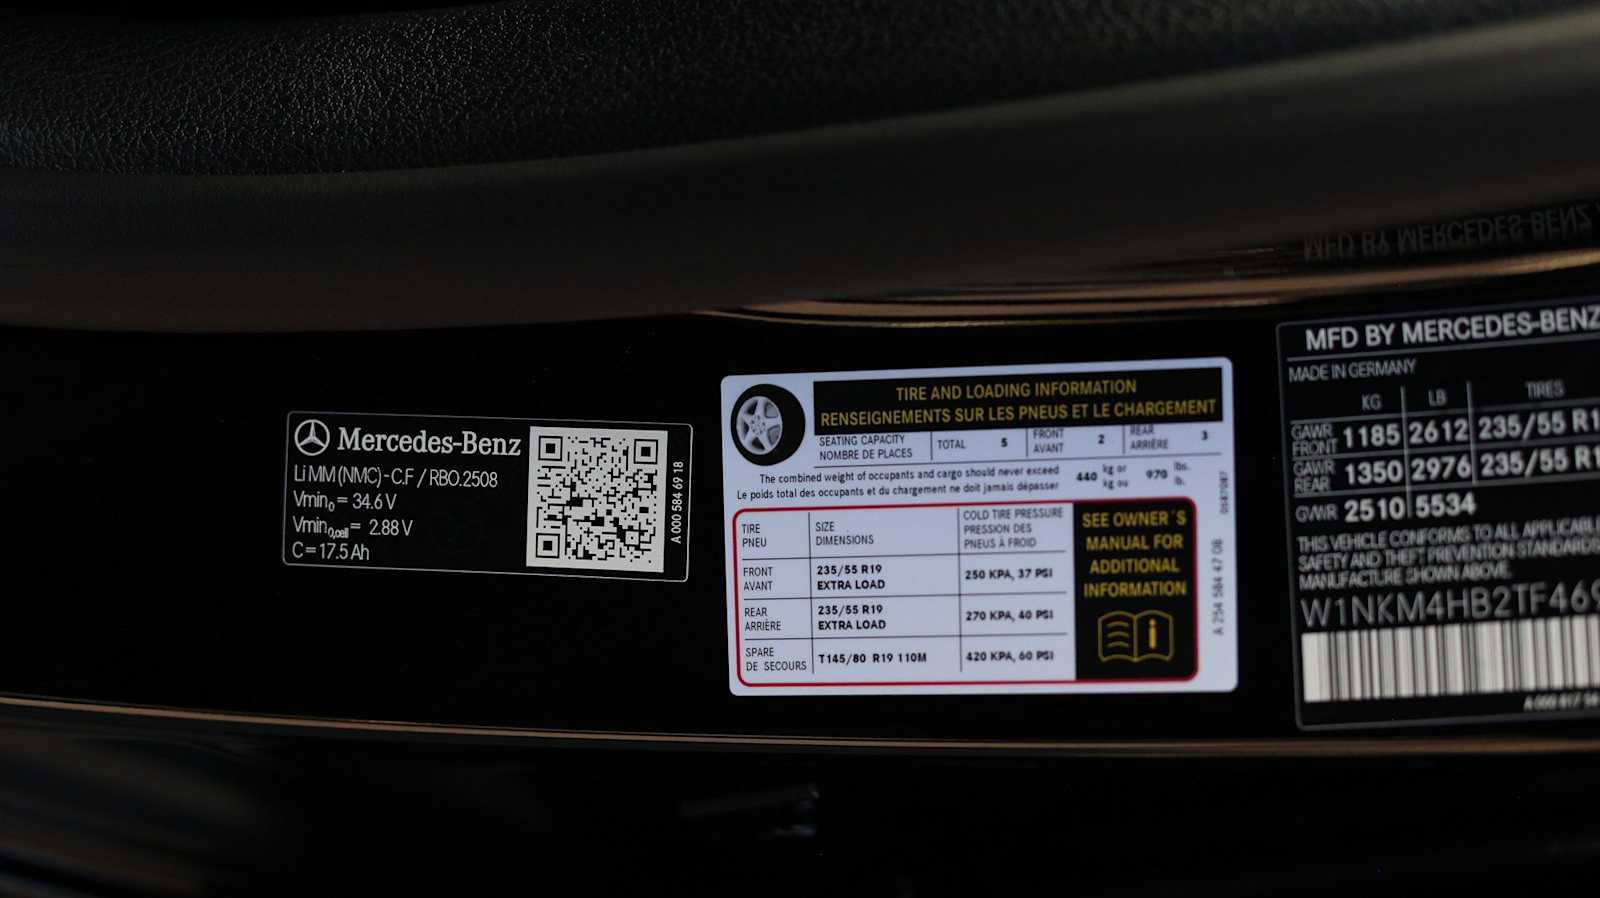 Mercedes-Benz
Li MM (NMC) - C.F / RBO.2508
Vmin0 = 34.6 V
Vmin0,cell = 2.88 V
C = 17.5 Ah
A 000 584 69 18
TIRE AND LOADING INFORMATION
RENSEIGNEMENTS SUR LES PNEUS ET LE CHARGEMENT
SEATING CAPACITY
NOMBRE DE PLACES
TOTAL 5
FRONT
AVANT
2
REAR
ARRIÈRE
3
The combined weight of occupants and cargo should never exceed
Le poids total des occupants et du chargement ne doit jamais dépasser
440 kg or
kg ou
970 lbs.
lb.
TIRE
PNEU
SIZE
DIMENSIONS
COLD TIRE PRESSURE
PRESSION DES
PNEUS À FROID
FRONT
AVANT
235/55 R19
EXTRA LOAD
250 KPA, 37 PSI
REAR
ARRIÈRE
235/55 R19
EXTRA LOAD
270 KPA, 40 PSI
SPARE
DE SECOURS
T145/80 R19 110M
420 KPA, 60 PSI
SEE OWNER´S
MANUAL FOR
ADDITIONAL
INFORMATION
A 254 584 47 08
MFD BY MERCEDES-BENZ
MFD BY MERCEDES-BENZ
MADE IN GERMANY
KG LB TIRES
GAWR
FRONT
1185 2612 235/55 R1
GAWR
REAR
1350 2976 235/55 R1
GVWR 2510 5534
THIS VEHICLE CONFORMS TO ALL APPLICABLE
SAFETY AND THEFT PREVENTION STANDARDS
MANUFACTURE SHOWN ABOVE.
W1NKM4HB2TF469